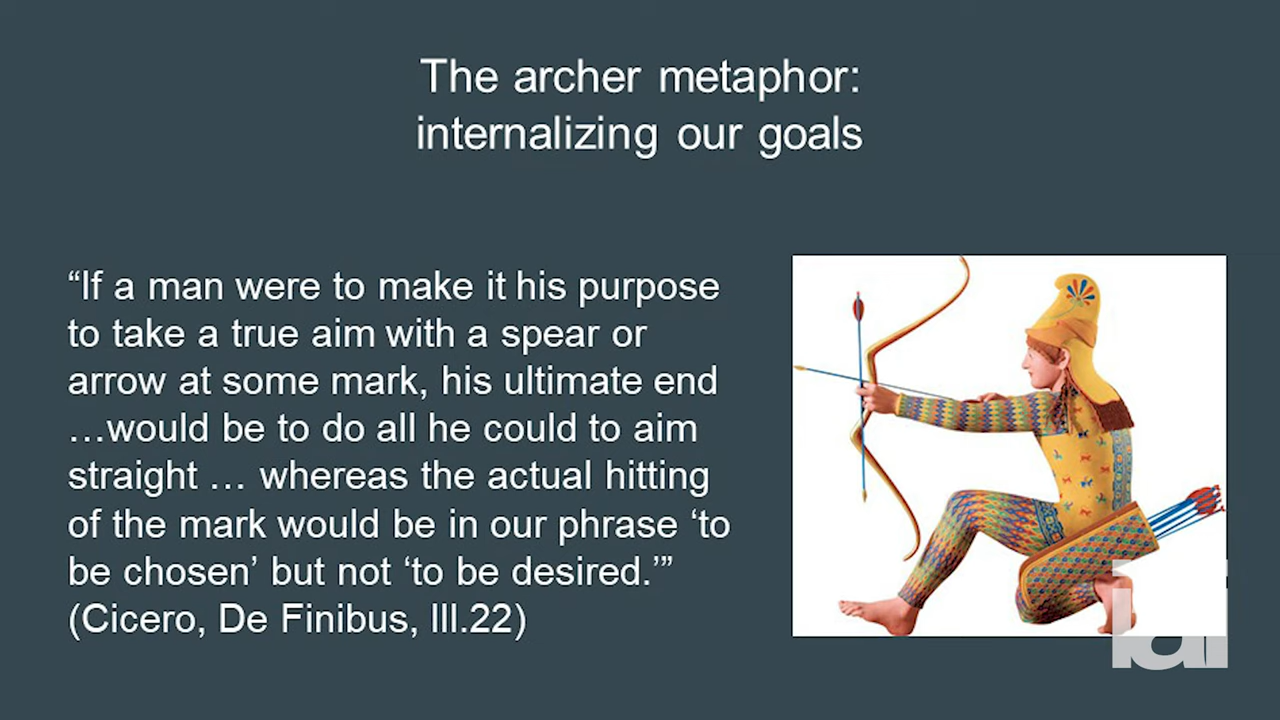 The archer metaphor:
internalizing our goals
“If a man were to make it his purpose
to take a true aim with a spear or
arrow at some mark, his ultimate end
…would be to do all he could to aim
straight … whereas the actual hitting
of the mark would be in our phrase ‘to
be chosen’ but not ‘to be desired.’”
(Cicero, De Finibus, III.22)
iai